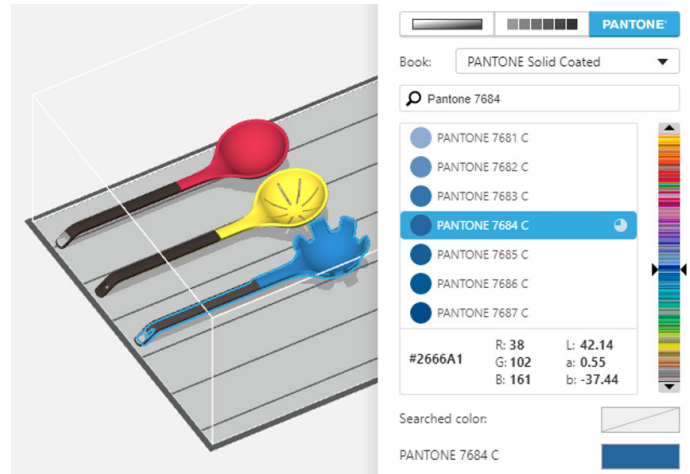 PANTONE®
Book: PANTONE Solid Coated
Pantone 7684
PANTONE 7681 C
PANTONE 7682 C
PANTONE 7683 C
PANTONE 7684 C
PANTONE 7685 C
PANTONE 7686 C
PANTONE 7687 C
#2666A1
R: 38 L: 42.14
G: 102 a: 0.55
B: 161 b: -37.44
Searched color:
PANTONE 7684 C